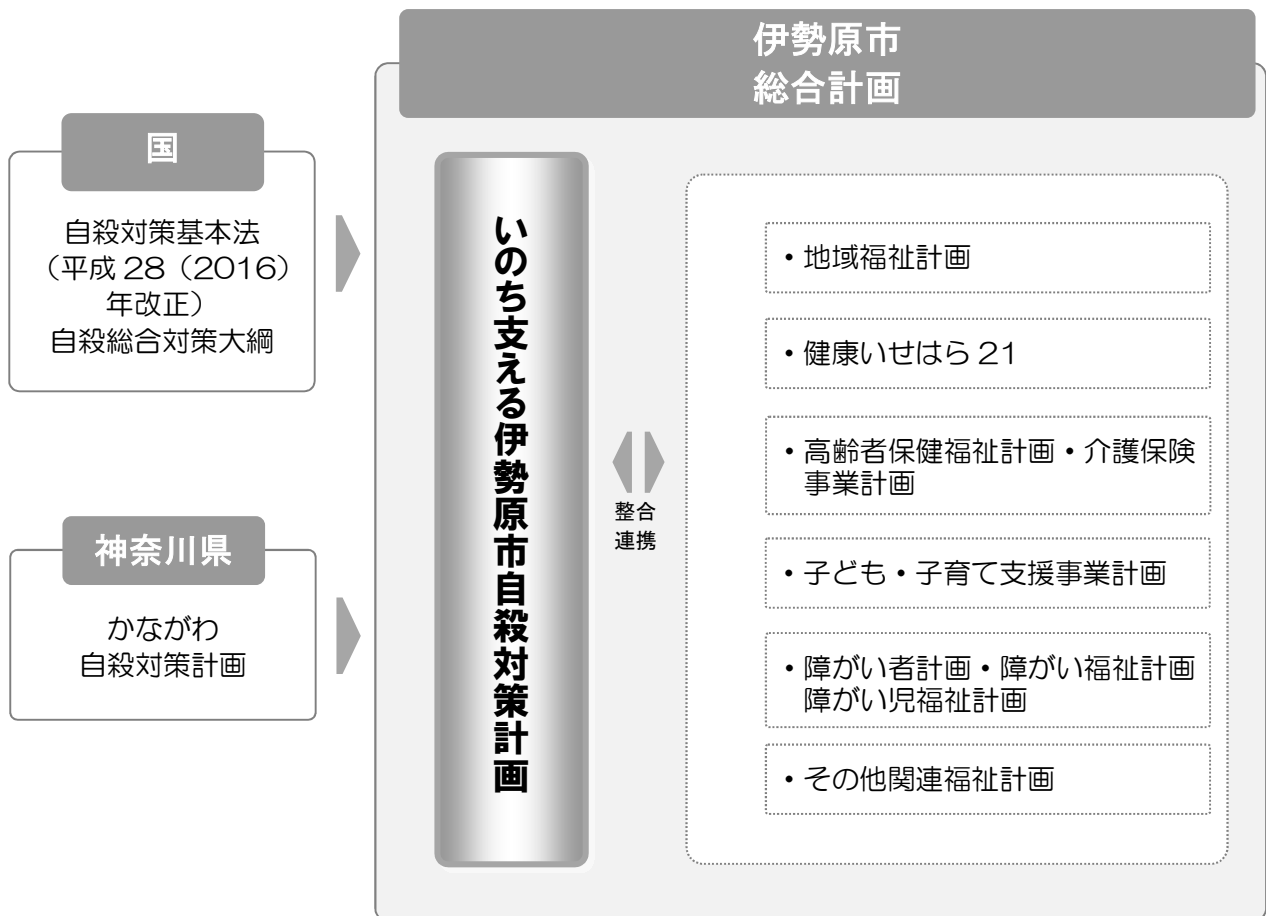 伊勢原市
総合計画
国
自殺対策基本法
（平成 28（2016）
年改正）
自殺総合対策大綱
神奈川県
かながわ
自殺対策計画
いのち支える伊勢原市自殺対策計画
整合
連携
・地域福祉計画
・健康いせはら 21
・高齢者保健福祉計画・介護保険
事業計画
・子ども・子育て支援事業計画
・障がい者計画・障がい福祉計画
障がい児福祉計画
・その他関連福祉計画